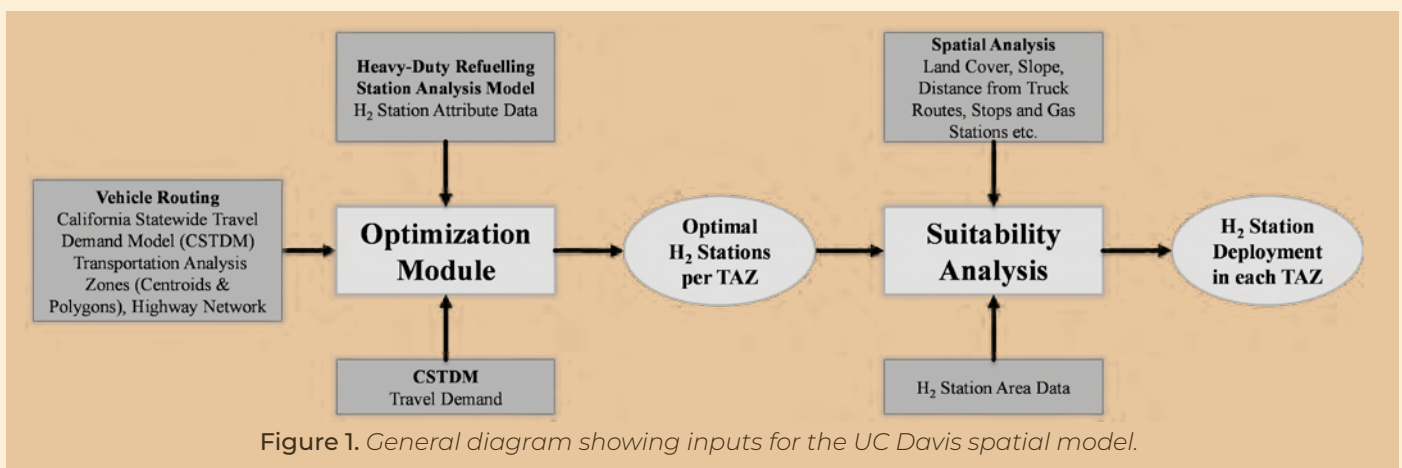 Heavy-Duty Refuelling
Station Analysis Model
H₂ Station Attribute Data
Spatial Analysis
Land Cover, Slope,
Distance from Truck
Routes, Stops and Gas
Stations etc.
Vehicle Routing
California Statewide Travel
Demand Model (CSTDM)
Transportation Analysis
Zones (Centroids &
Polygons), Highway Network
Optimization
Module
Optimal
H₂ Stations
per TAZ
Suitability
Analysis
H₂ Station
Deployment
in each TAZ
CSTDM
Travel Demand
H₂ Station Area Data
Figure 1. General diagram showing inputs for the UC Davis spatial model.